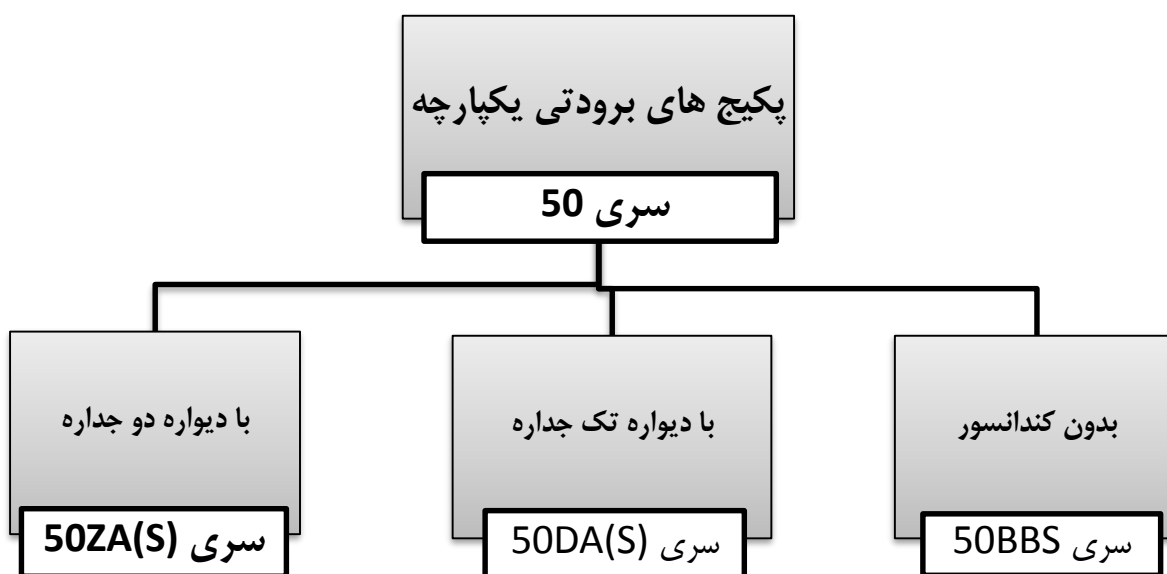 پکیج های برودتی یکپارچه
سری 50
بدون کندانسور
سری 50BBS
با دیواره تک جداره
سری 50DA(S)
با دیواره دو جداره
سری 50ZA(S)